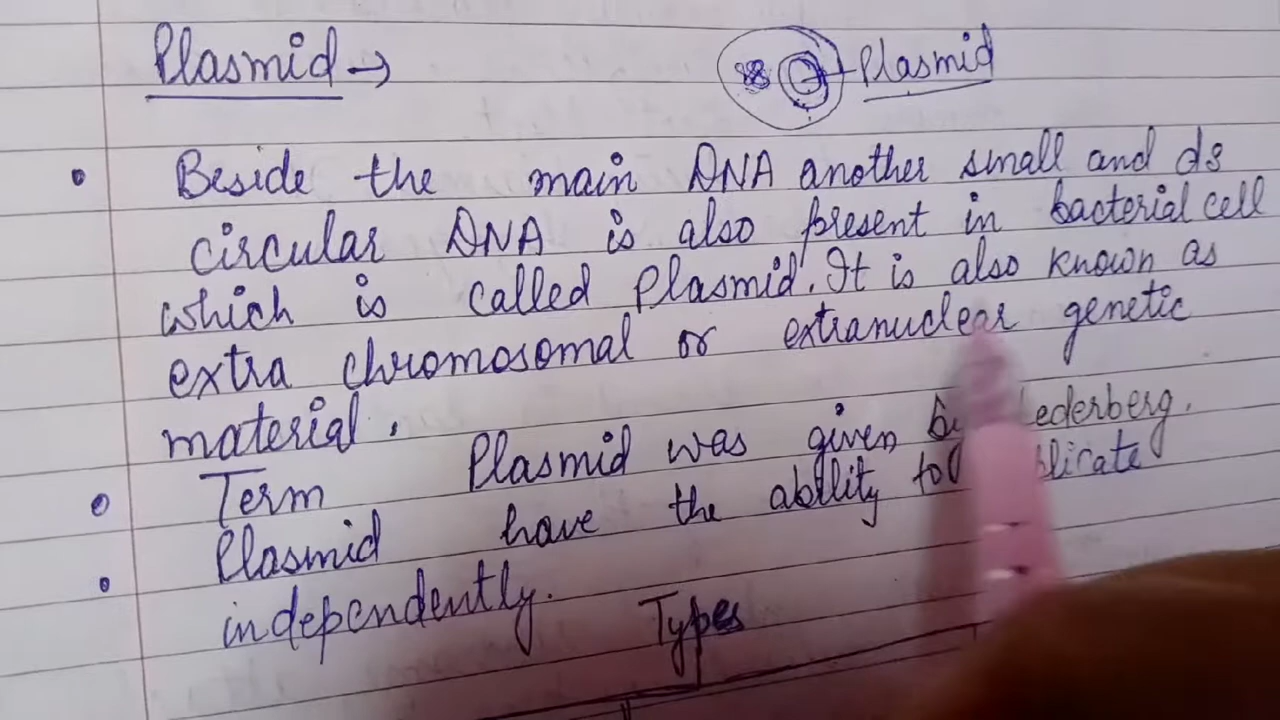 Plasmid →
Plasmid
• Beside the main DNA another small and ds
circular DNA is also present in bacterial cell
which is called Plasmid. It is also known as
extra chromosomal or extranuclear genetic
material.
• Term Plasmid was given by Lederberg.
• Plasmid have the ability to
independently.
Types